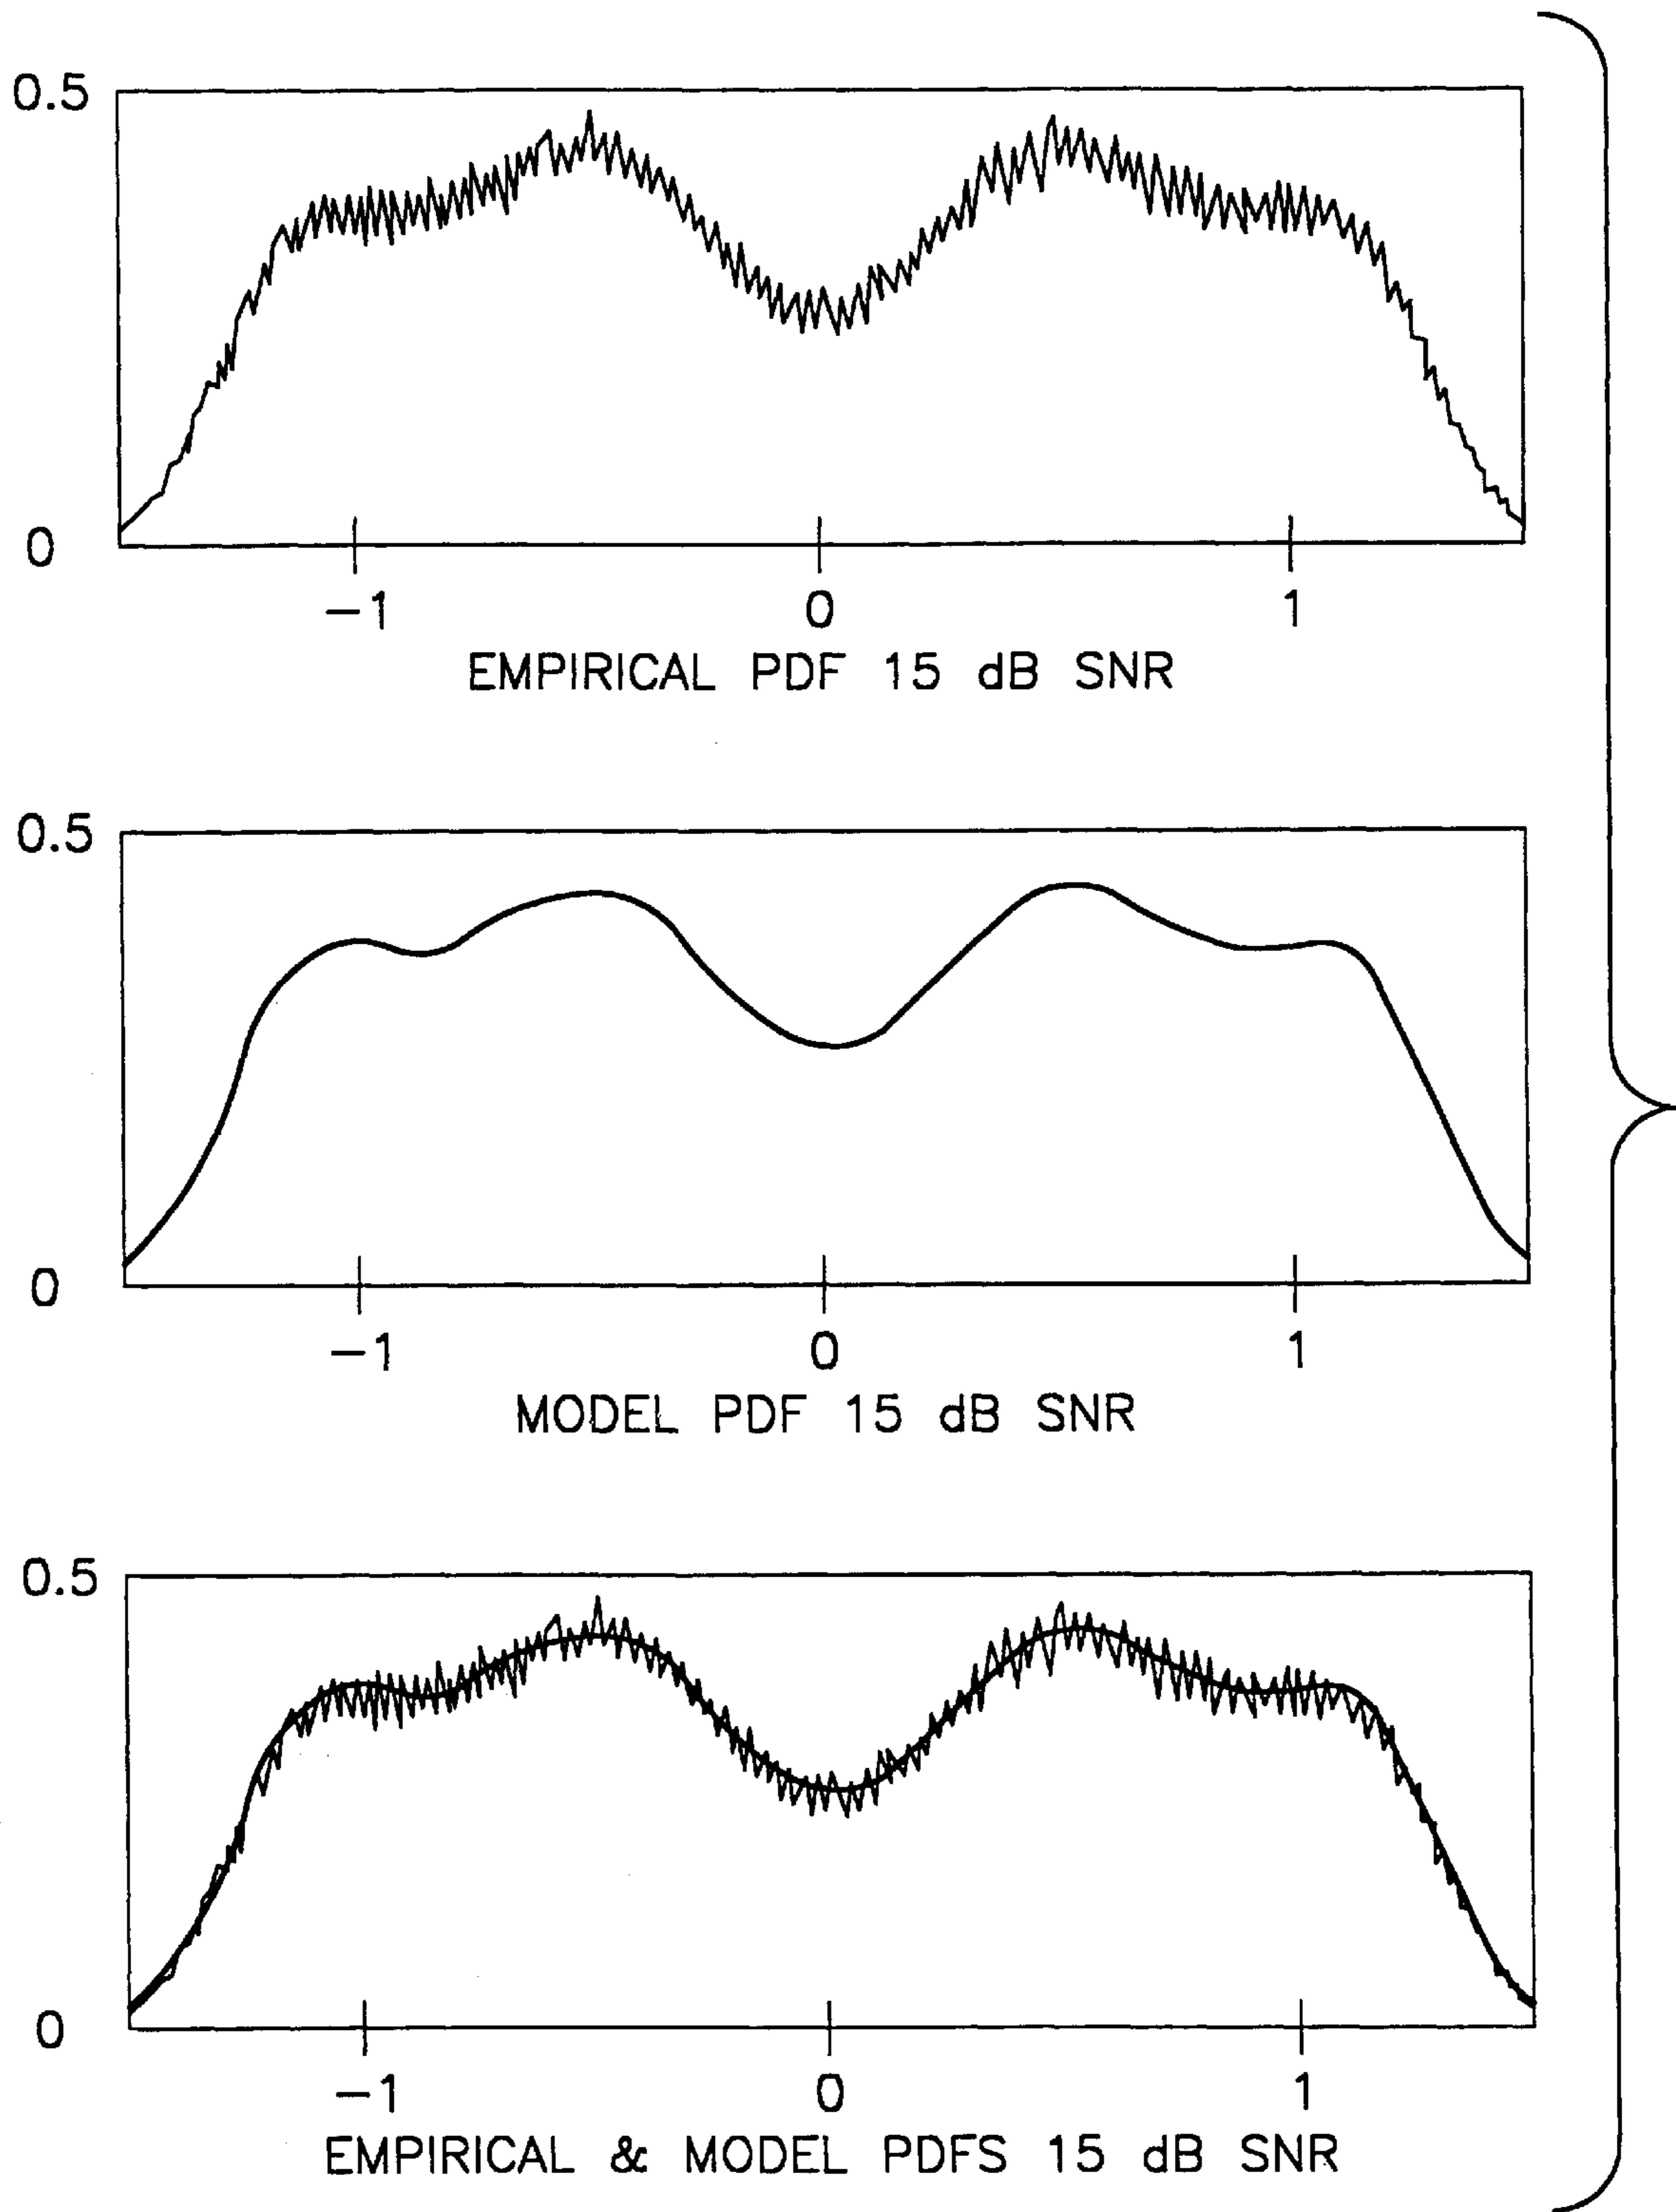 0.5
0
−1 0 1
EMPIRICAL PDF 15 dB SNR
0.5
0
−1 0 1
MODEL PDF 15 dB SNR
0.5
0
−1 0 1
EMPIRICAL & MODEL PDFS 15 dB SNR